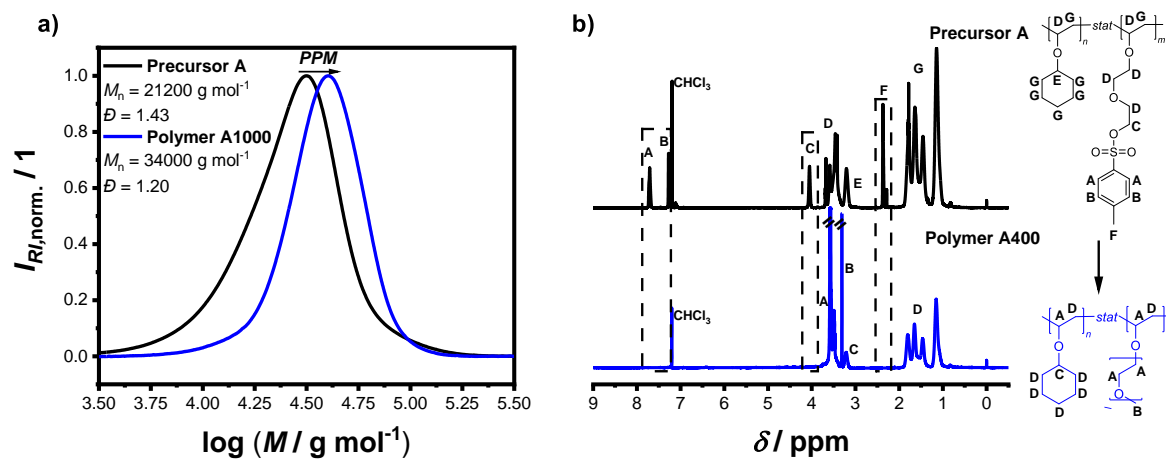 a)
PPM
Precursor A
Mn = 21200 g mol-1
Đ = 1.43
Polymer A1000
Mn = 34000 g mol-1
Đ = 1.20
IRI,norm. / 1
1.0
0.8
0.6
0.4
0.2
0.0
3.50 3.75 4.00 4.25 4.50 4.75 5.00 5.25 5.50
log (M / g mol-1)
b)
Precursor A
CHCl3
A B C D E F G
Polymer A400
CHCl3
A B C D
9 8 7 6 5 4 3 2 1 0
δ / ppm
D G stat D G
n m
O O
E
G G
G G
G
D D
O
D
C
O
O=S=O
A A
B B
F
A D stat A D
n
O O
C
D D
D D
D
A A
O
B